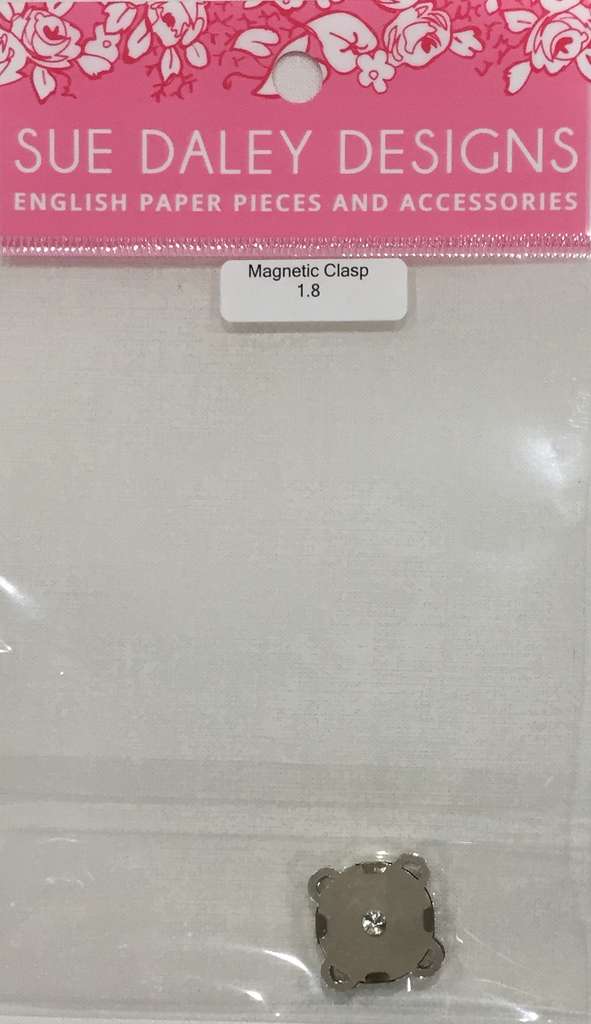 SUE DALEY DESIGNS
ENGLISH PAPER PIECES AND ACCESSORIES
Magnetic Clasp
1.8